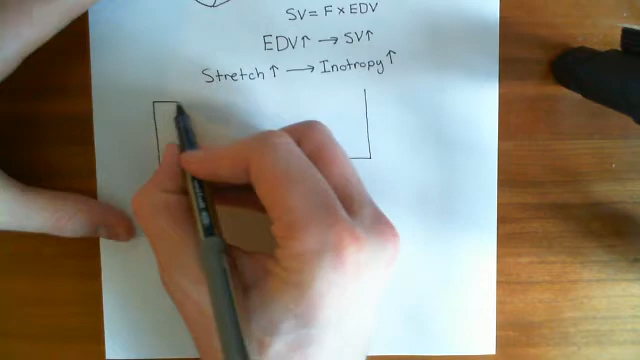 SV = F × EDV
EDV↑ → SV↑
Stretch↑ → Inotropy↑